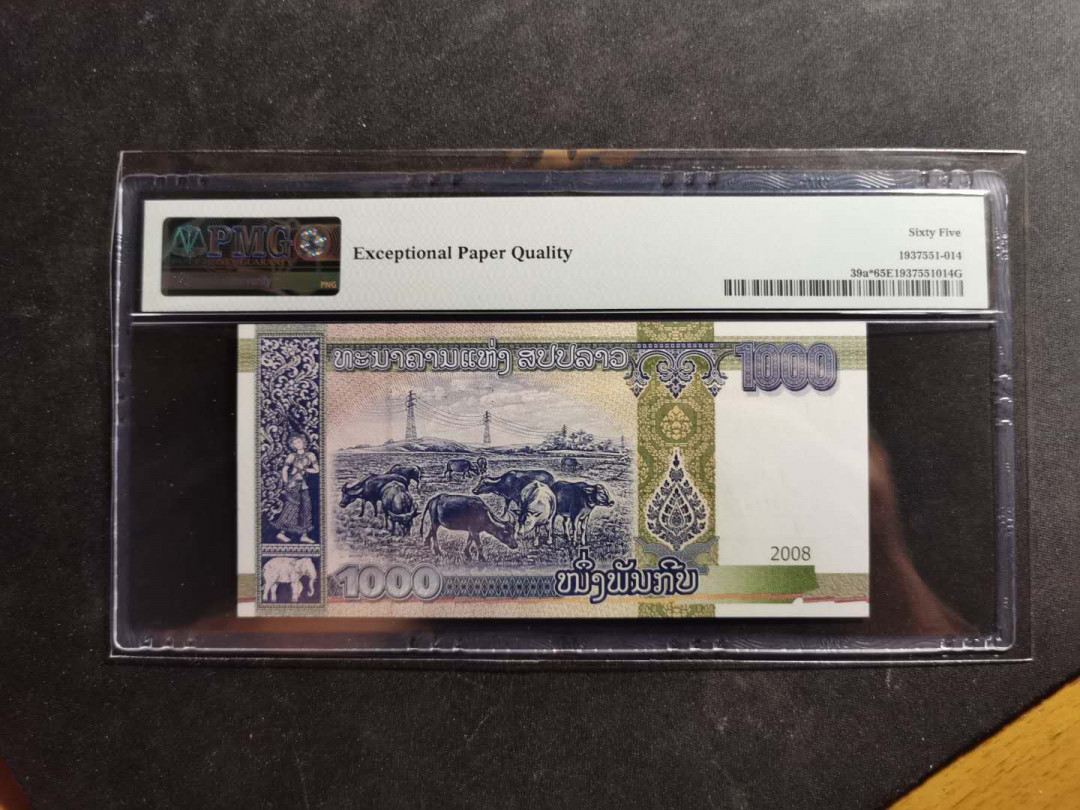 PMG
PNG
Exceptional Paper Quality
Sixty Five
1937551-014
39a*65E1937551014G
ທະນາຄານແຫ່ງ ສປປລາວ
1000
2008
1000
ໜຶ່ງພັນກີບ